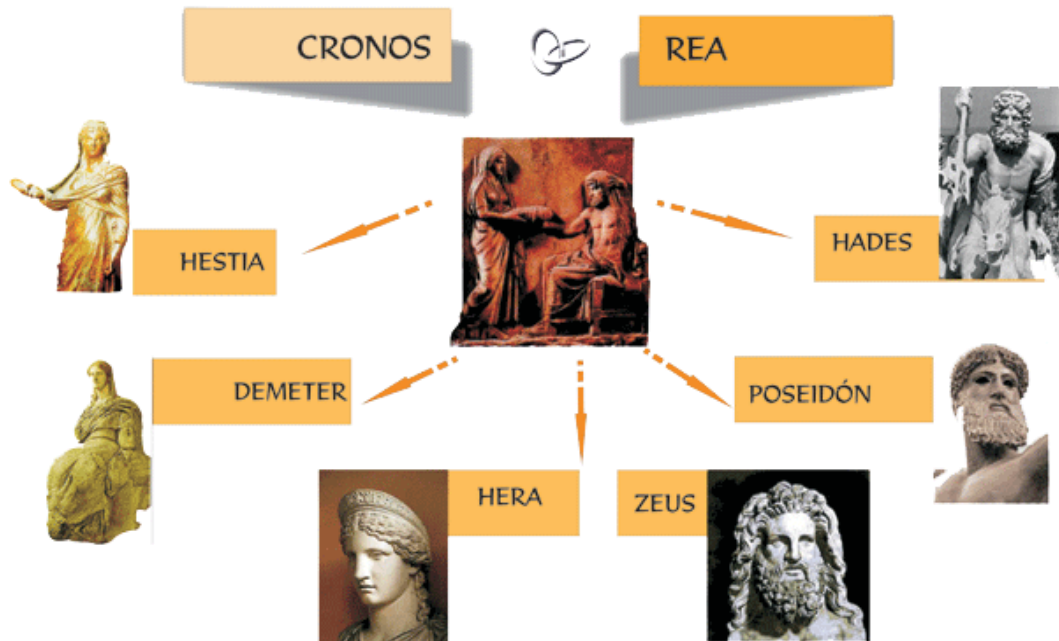 CRONOS
REA
HESTIA
HADES
DEMETER
POSEIDÓN
HERA
ZEUS